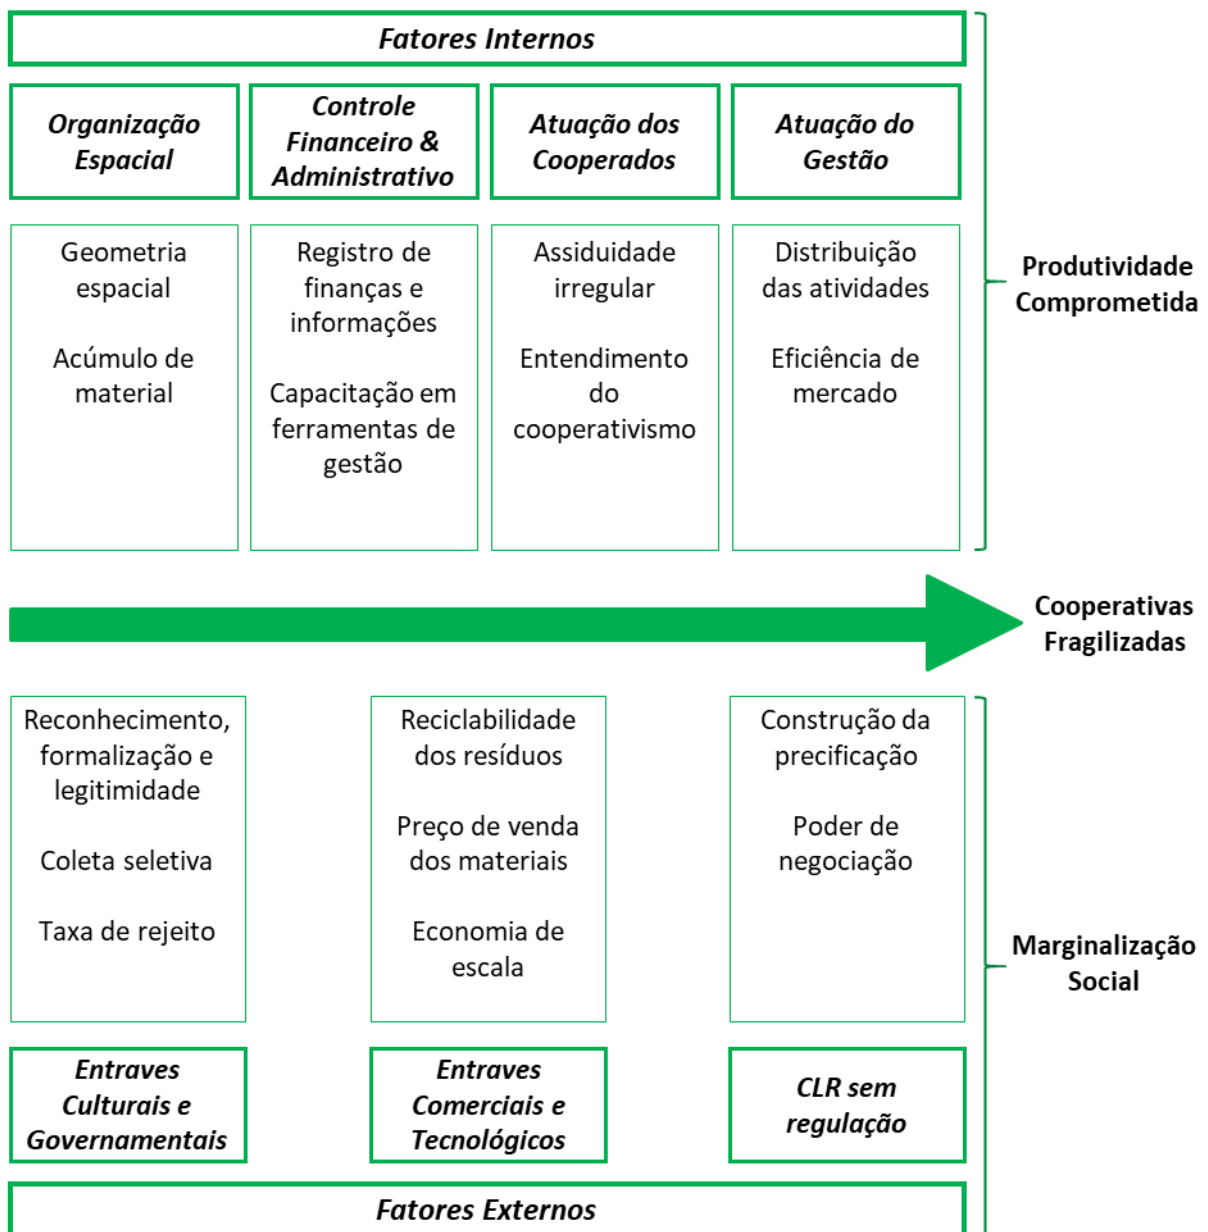 Fatores Internos
Organização
Espacial
Controle
Financeiro &
Administrativo
Atuação dos
Cooperados
Atuação do
Gestão
Geometria
espacial
Acúmulo de
material
Registro de
finanças e
informações
Capacitação em
ferramentas de
gestão
Assiduidade
irregular
Entendimento
do
cooperativismo
Distribuição
das atividades
Eficiência de
mercado
Produtividade
Comprometida
Cooperativas
Fragilizadas
Reconhecimento,
formalização e
legitimidade
Coleta seletiva
Taxa de rejeito
Reciclabilidade
dos resíduos
Preço de venda
dos materiais
Economia de
escala
Construção da
precificação
Poder de
negociação
Marginalização
Social
Entraves
Culturais e
Governamentais
Entraves
Comerciais e
Tecnológicos
CLR sem
regulação
Fatores Externos